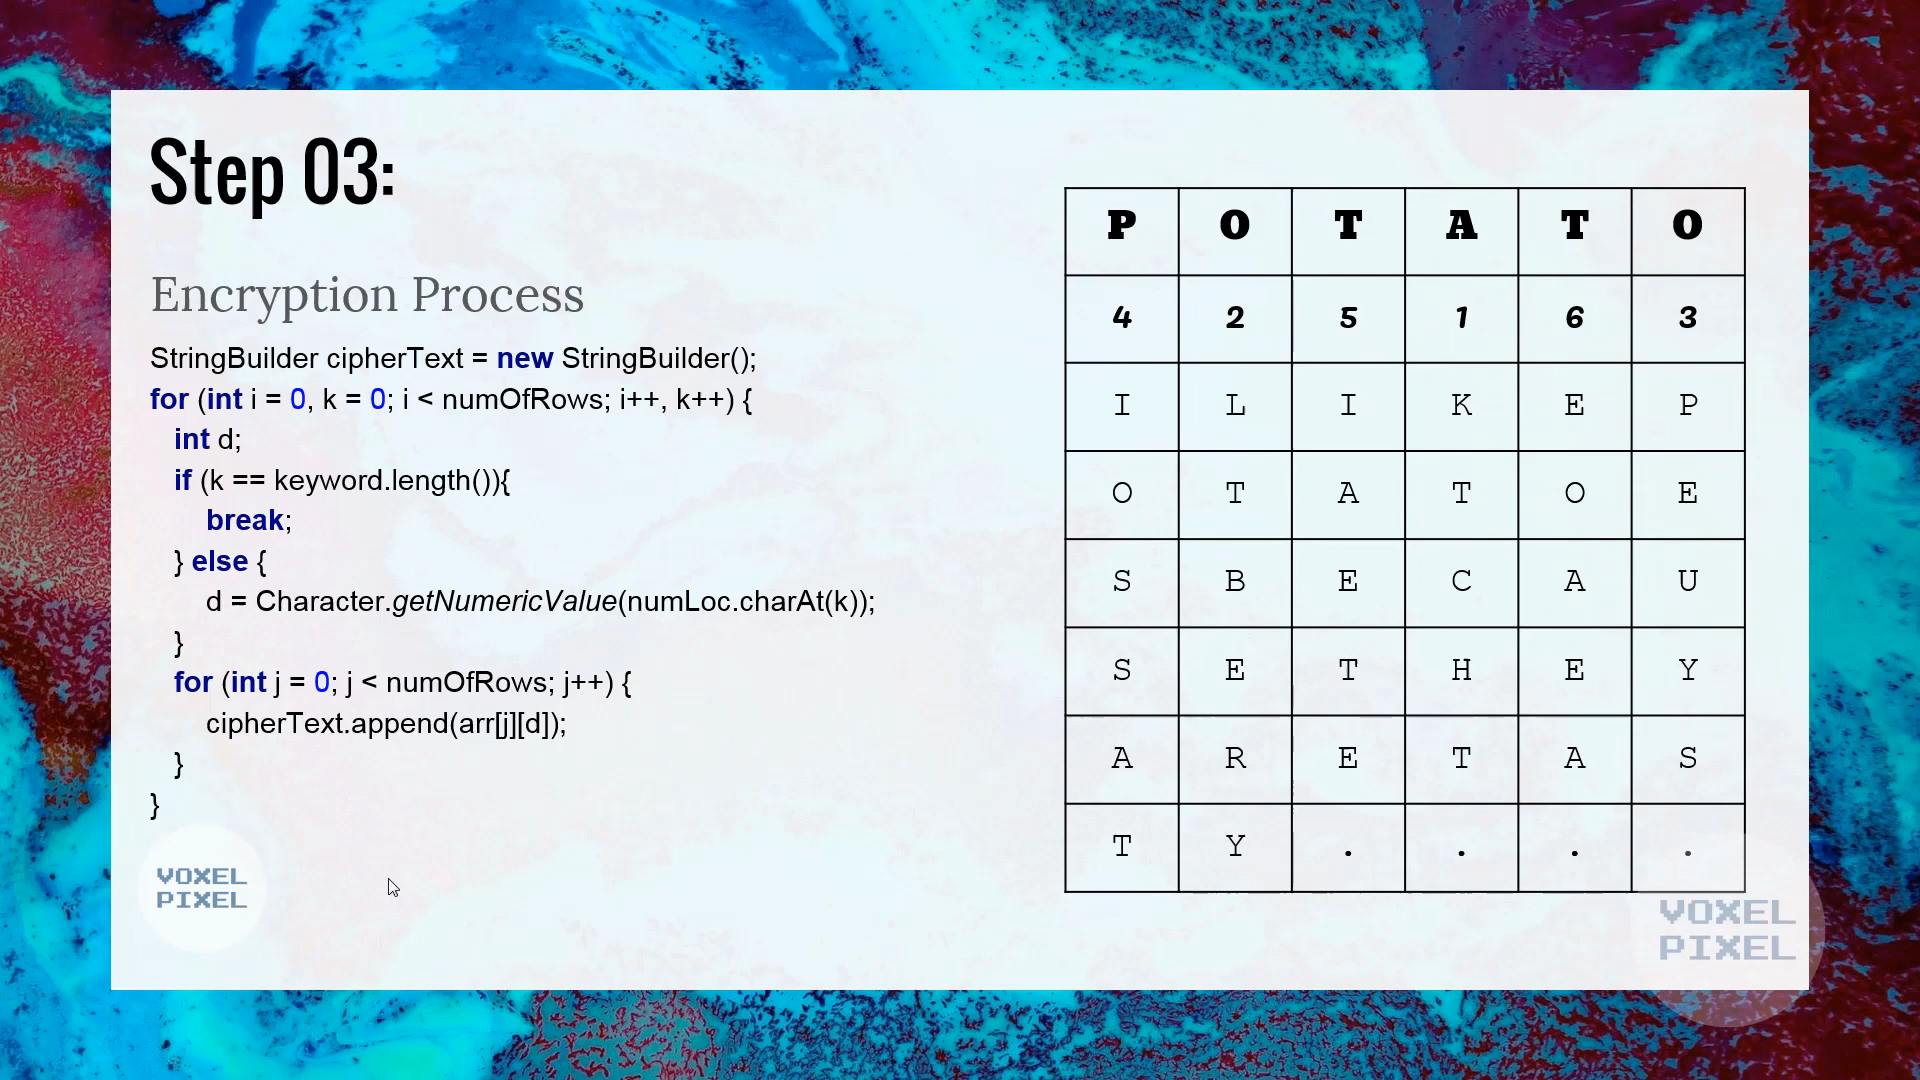 Step 03:
Encryption Process
StringBuilder cipherText = new StringBuilder();
for (int i = 0, k = 0; i < numOfRows; i++, k++) {
int d;
if (k == keyword.length()){
break;
} else {
d = Character.getNumericValue(numLoc.charAt(k));
}
for (int j = 0; j < numOfRows; j++) {
cipherText.append(arr[j][d]);
}
}
P O T A T O
4 2 5 1 6 3
I L I K E P
O T A T O E
S B E C A U
S E T H E Y
A R E T A S
T Y . . . .
VOXEL
PIXEL
VOXEL
PIXEL